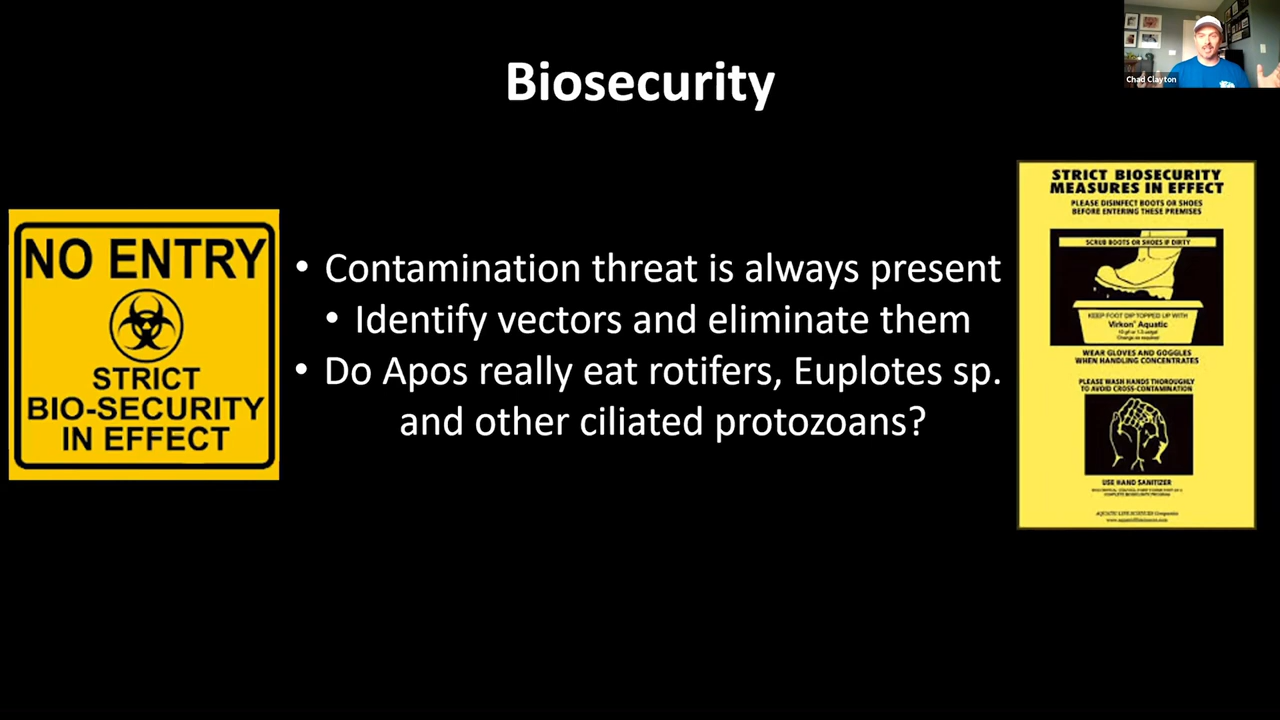 Biosecurity
Chad Clayton
NO ENTRY
STRICT
BIO-SECURITY
IN EFFECT
• Contamination threat is always present
• Identify vectors and eliminate them
• Do Apos really eat rotifers, Euplotes sp.
and other ciliated protozoans?
STRICT BIOSECURITY
MEASURES IN EFFECT
PLEASE DISINFECT BOOTS OR SHOES
BEFORE ENTERING THESE PREMISES
SCRUB BOOTS OR SHOES IF DIRTY
KEEP FOOT DIP TOPPED UP WITH
Virkon® Aquatic
WEAR GLOVES AND GOGGLES
WHEN HANDLING CONCENTRATES
PLEASE WASH HANDS THOROUGHLY
TO AVOID CROSS-CONTAMINATION
USE HAND SANITIZER